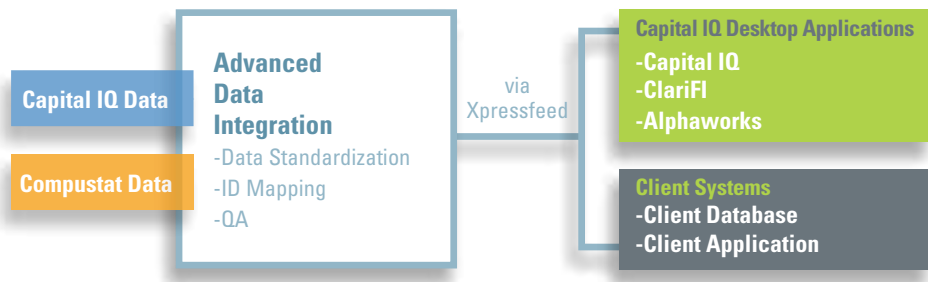 Capital IQ Data
Compustat Data
Advanced
Data
Integration
-Data Standardization
-ID Mapping
-QA
via
Xpressfeed
Capital IQ Desktop Applications
-Capital IQ
-ClariFI
-Alphaworks
Client Systems
-Client Database
-Client Application